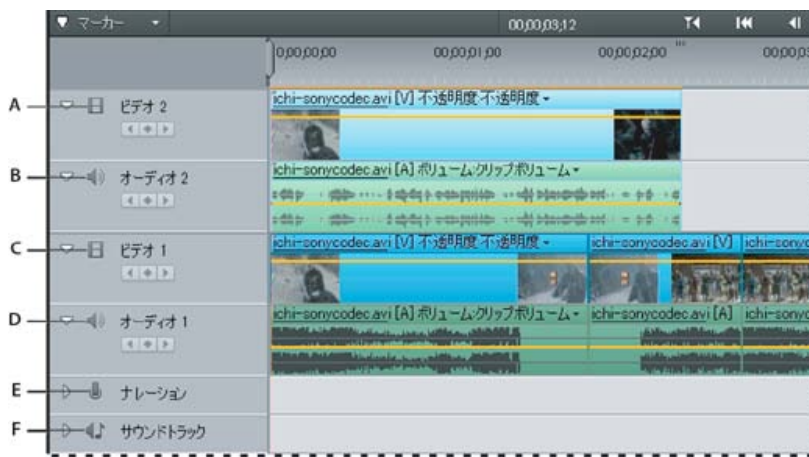 マーカー 00;00;03;12
0;00;00;00 00;00;01;00 00;00;02;00 00;00;03
A ビデオ 2 ichi-sonycodec.avi [V] 不透明度:不透明度
B オーディオ 2 ichi-sonycodec.avi [A] ボリューム:クリップボリューム
C ビデオ 1 ichi-sonycodec.avi [V] 不透明度:不透明度 ichi-sonycodec.avi [V] ichi-sonyc
D オーディオ 1 ichi-sonycodec.avi [A] ボリューム:クリップボリューム ichi-sonycodec.avi [A] ichi-sonyc
E ナレーション
F サウンドトラック